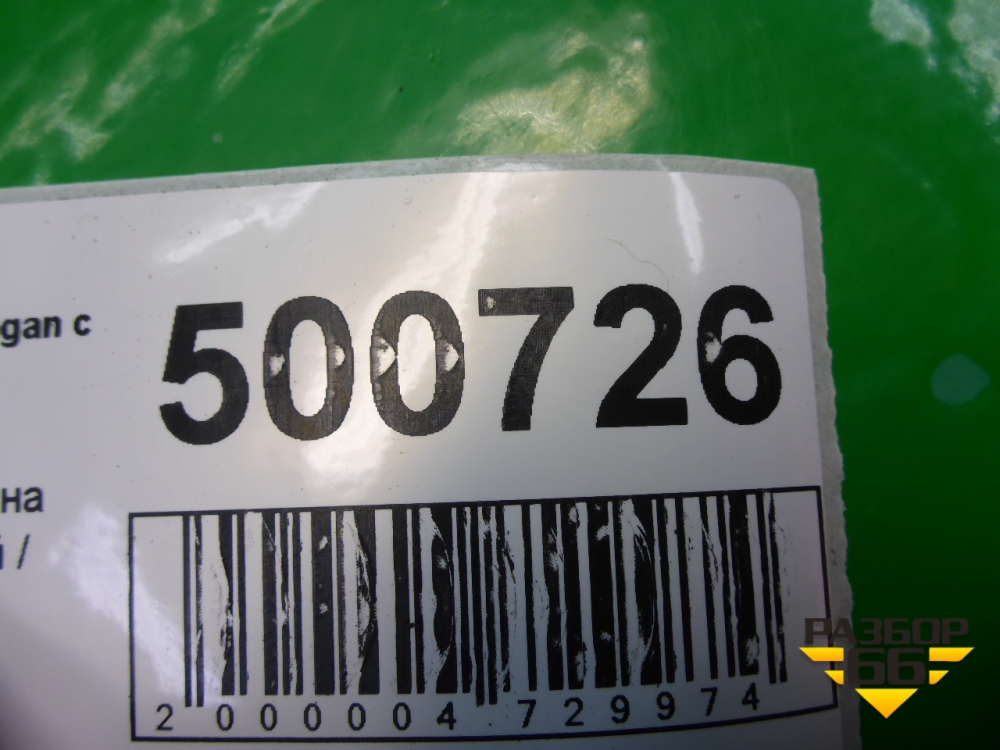 gan с
500726
на
й /
2 000004 729974
РАЗБОР
66